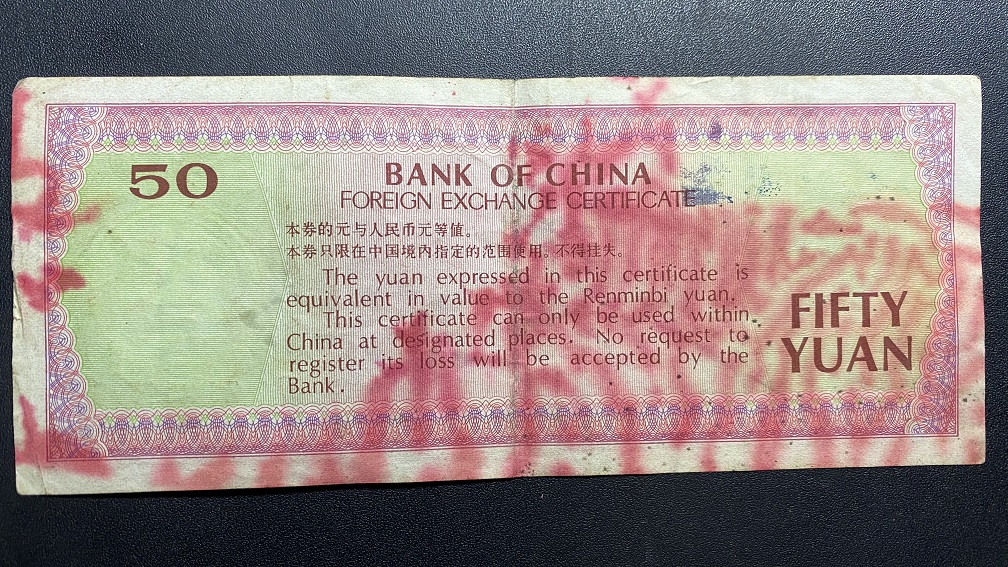 50
BANK OF CHINA
FOREIGN EXCHANGE CERTIFICATE
本券的元与人民币元等值。
本券只限在中国境内指定的范围使用。不得挂失。
The yuan expressed in this certificate is
equivalent in value to the Renminbi yuan.
This certificate can only be used within
China at designated places. No request to
register its loss will be accepted by the
Bank.
FIFTY
YUAN